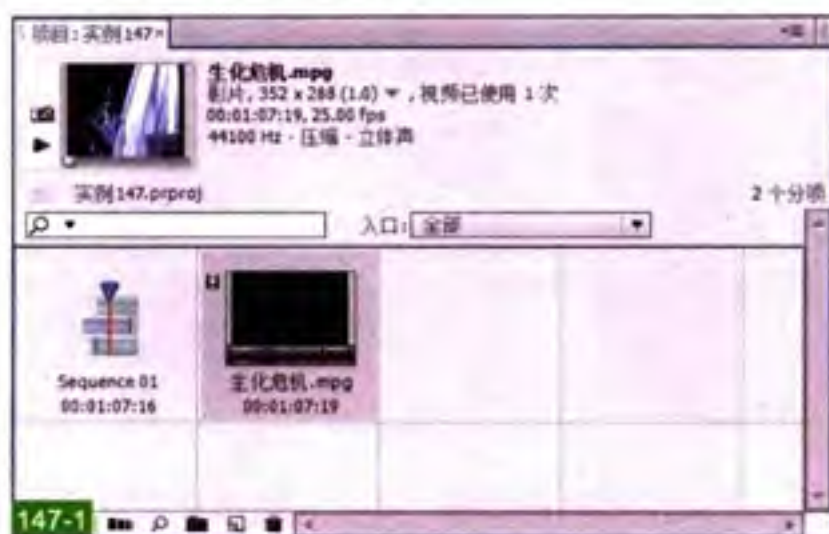 项目:实例147×
生化危机.mpg
影片, 352 x 288 (1.0) ▼ , 视频已使用 1 次
00:01:07:19, 25.00 fps
44100 Hz - 压缩 - 立体声
实例147.prproj
2 个分项
入口: 全部
Sequence 01
00:01:07:16
生化危机.mpg
00:01:07:19
147-1